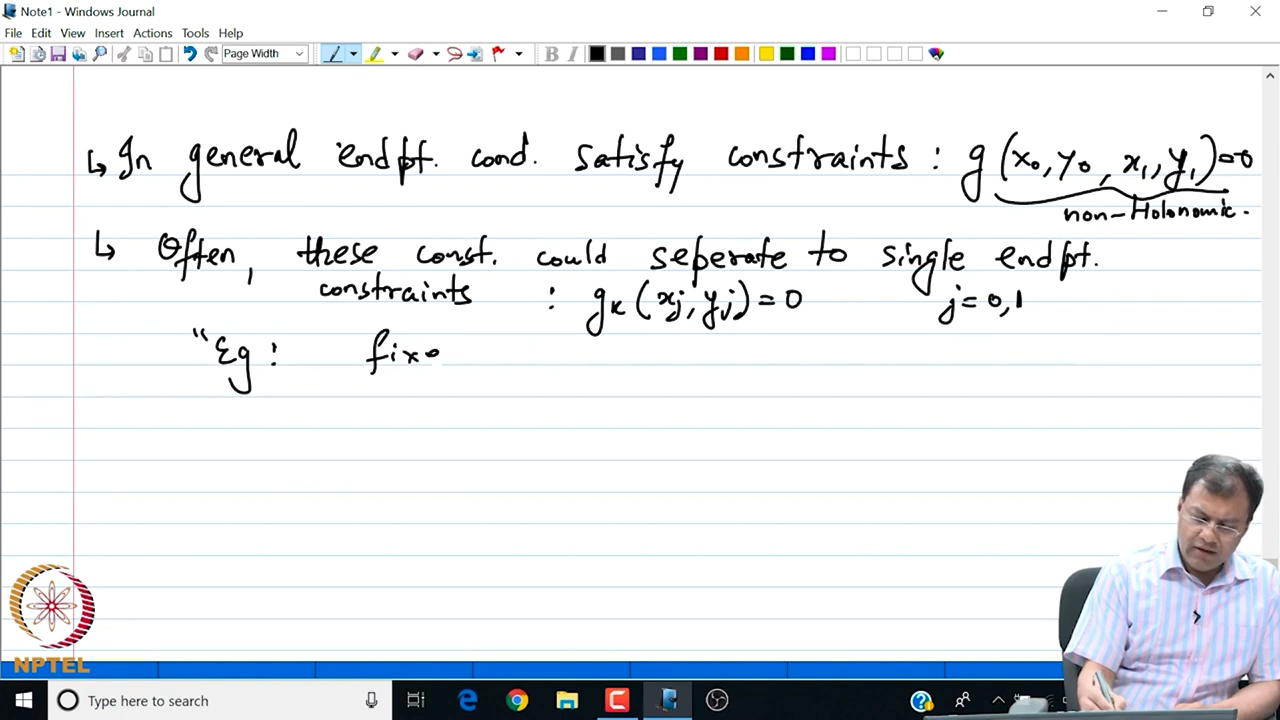 Note1 - Windows Journal
File Edit View Insert Actions Tools Help
Page Width B I
↳ In general endpt. cond. satisfy constraints : g (x₀, y₀, x₁, y₁)=0
non-Holonomic.
↳ Often, these const. could seperate to single endpt.
constraints : gₖ (xⱼ, yⱼ) = 0 j = 0,1
"Eg : fixe
NPTEL
Type here to search